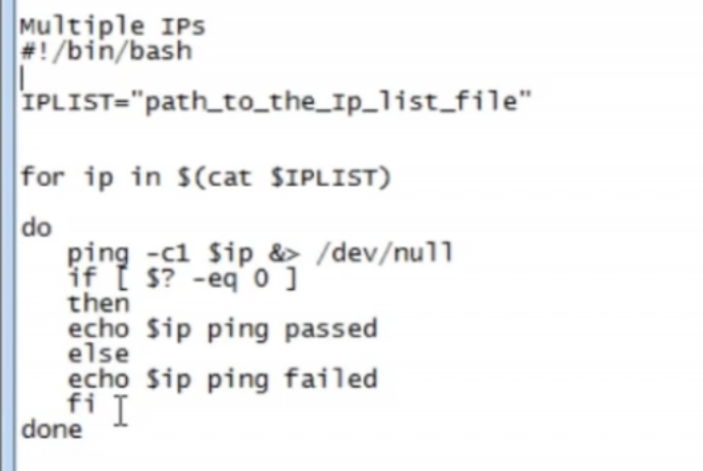 Multiple IPs
#!/bin/bash
IPLIST="path_to_the_Ip_list_file"
for ip in $(cat $IPLIST)
do
ping -c1 $ip &> /dev/null
if [ $? -eq 0 ]
then
echo $ip ping passed
else
echo $ip ping failed
fi
done